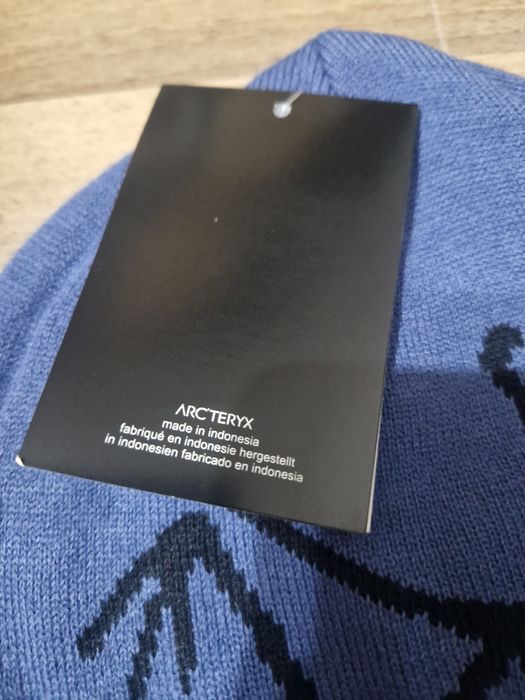 ARC'TERYX
made in indonesia
fabriqué en indonesie hergestellt
in indonesien fabricado en indonesia